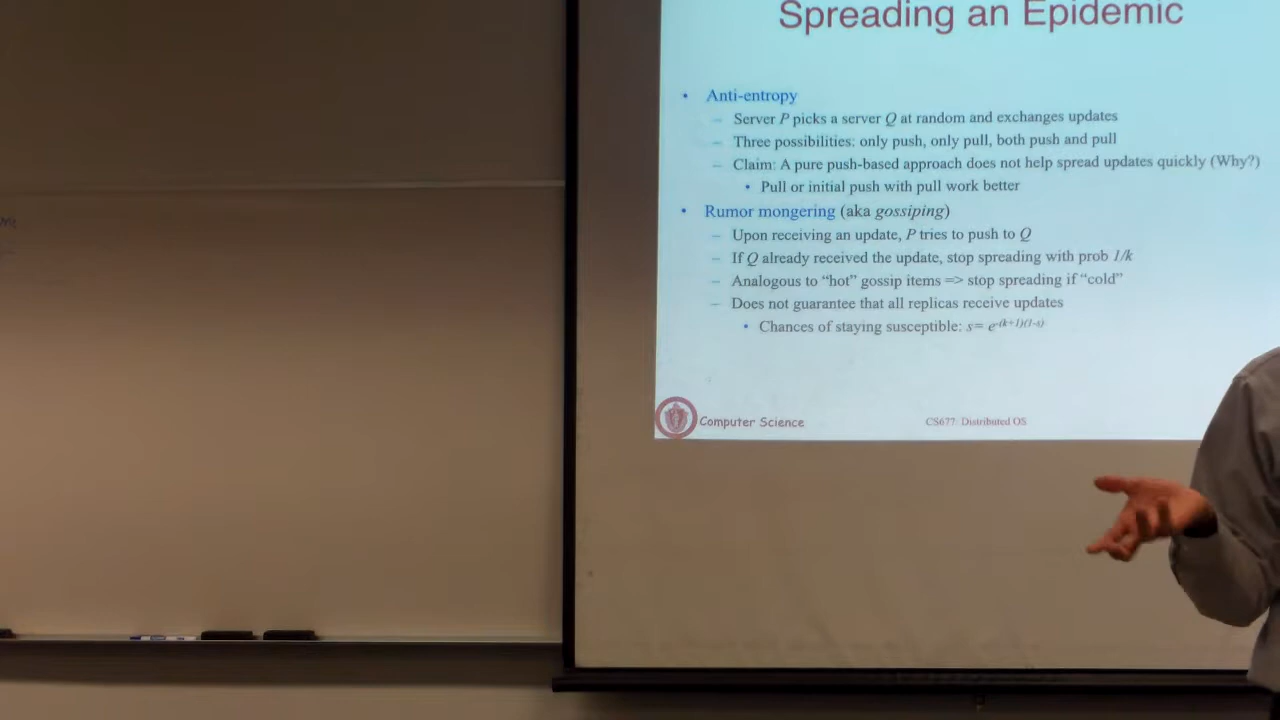 Spreading an Epidemic
• Anti-entropy
– Server P picks a server Q at random and exchanges updates
– Three possibilities: only push, only pull, both push and pull
– Claim: A pure push-based approach does not help spread updates quickly (Why?)
• Pull or initial push with pull work better
• Rumor mongering (aka gossiping)
– Upon receiving an update, P tries to push to Q
– If Q already received the update, stop spreading with prob 1/k
– Analogous to “hot” gossip items => stop spreading if “cold”
– Does not guarantee that all replicas receive updates
• Chances of staying susceptible: s= e-(k+1)(1-s)
Computer Science
CS677: Distributed OS